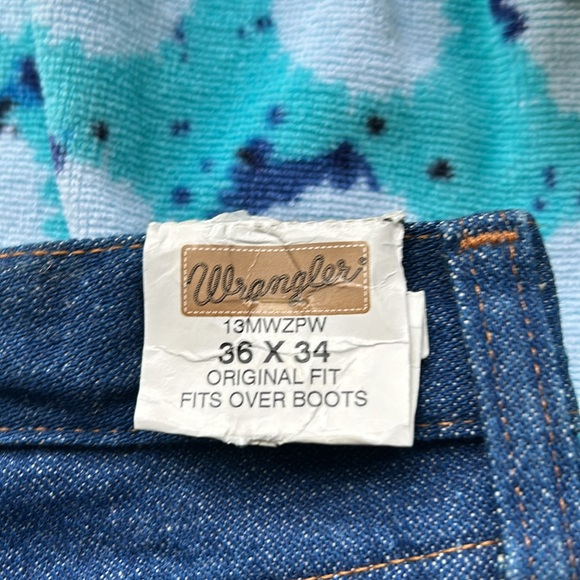 Wrangler
13MWZPW
36 X 34
ORIGINAL FIT
FITS OVER BOOTS